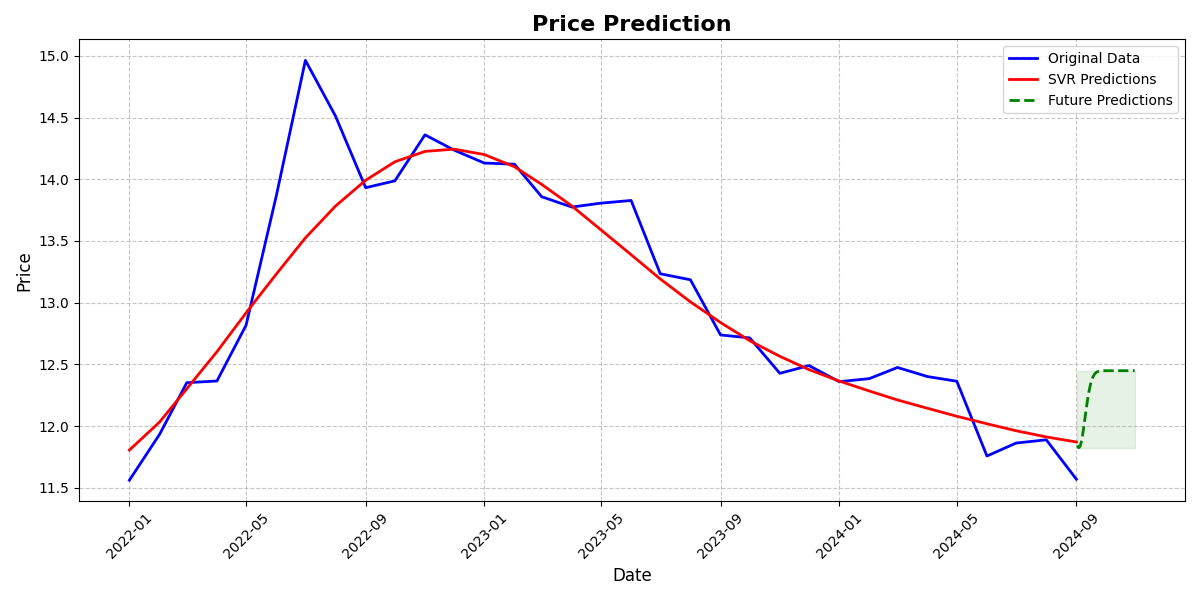 Price Prediction
Original Data
SVR Predictions
Future Predictions
15.0
14.5
14.0
13.5
13.0
12.5
12.0
11.5
Price
2022-01
2022-05
2022-09
2023-01
2023-05
2023-09
2024-01
2024-05
2024-09
Date